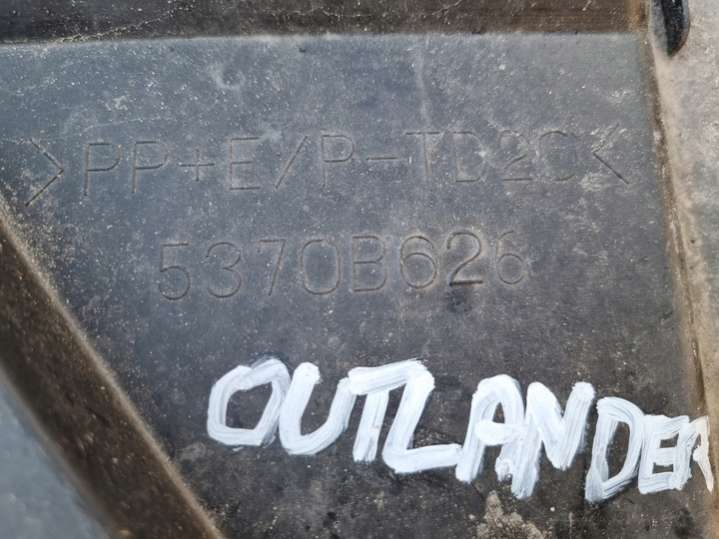 >PP+E/P-TD20<
5370B626
OUTLANDER